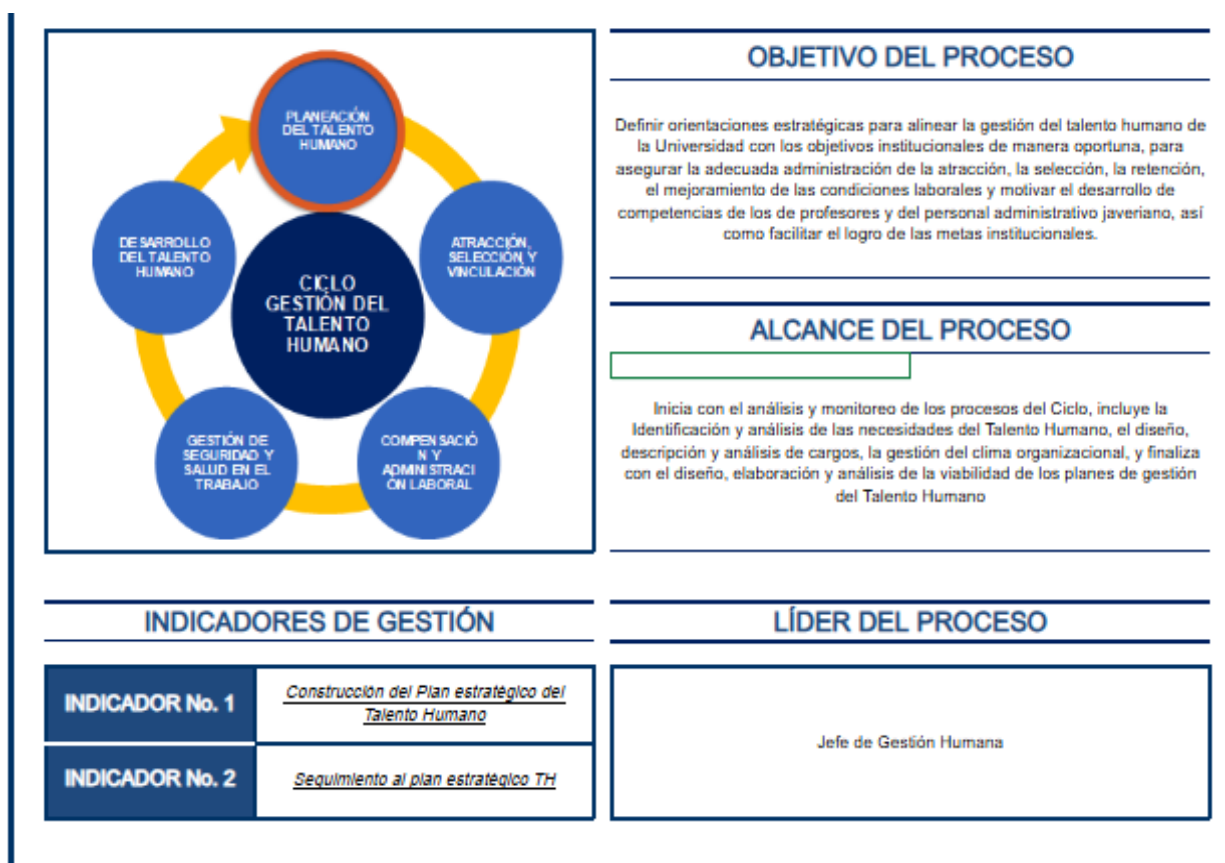 PLANEACIÓN
DEL TALENTO
HUMANO
ATRACCIÓN,
SELECCIÓN Y
VINCULACIÓN
COMPENSACIÓ
N Y
ADMINISTRACI
ÓN LABORAL
GESTIÓN DE
SEGURIDAD Y
SALUD EN EL
TRABAJO
DESARROLLO
DEL TALENTO
HUMANO
CICLO
GESTIÓN DEL
TALENTO
HUMANO
OBJETIVO DEL PROCESO
Definir orientaciones estratégicas para alinear la gestión del talento humano de
la Universidad con los objetivos institucionales de manera oportuna, para
asegurar la adecuada administración de la atracción, la selección, la retención,
el mejoramiento de las condiciones laborales y motivar el desarrollo de
competencias de los de profesores y del personal administrativo javeriano, así
como facilitar el logro de las metas institucionales.
ALCANCE DEL PROCESO
Inicia con el análisis y monitoreo de los procesos del Ciclo, incluye la
Identificación y análisis de las necesidades del Talento Humano, el diseño,
descripción y análisis de cargos, la gestión del clima organizacional, y finaliza
con el diseño, elaboración y análisis de la viabilidad de los planes de gestión
del Talento Humano
INDICADORES DE GESTIÓN
INDICADOR No. 1
Construcción del Plan estratégico del
Talento Humano
INDICADOR No. 2
Seguimiento al plan estratégico TH
LÍDER DEL PROCESO
Jefe de Gestión Humana